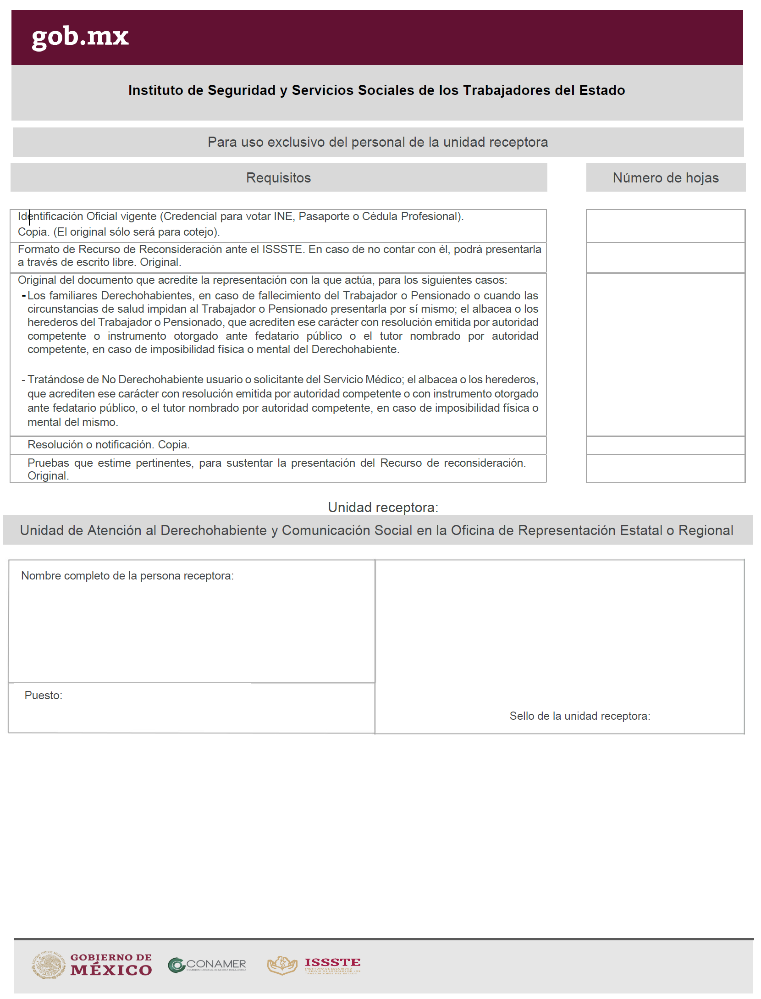 gob.mx
Instituto de Seguridad y Servicios Sociales de los Trabajadores del Estado
Para uso exclusivo del personal de la unidad receptora
Requisitos
Número de hojas
Identificación Oficial vigente (Credencial para votar INE, Pasaporte o Cédula Profesional).
Copia. (El original sólo será para cotejo).
Formato de Recurso de Reconsideración ante el ISSSTE. En caso de no contar con él, podrá presentarla
a través de escrito libre. Original.
Original del documento que acredite la representación con la que actúa, para los siguientes casos:
- Los familiares Derechohabientes, en caso de fallecimiento del Trabajador o Pensionado o cuando las
circunstancias de salud impidan al Trabajador o Pensionado presentarla por sí mismo; el albacea o los
herederos del Trabajador o Pensionado, que acrediten ese carácter con resolución emitida por autoridad
competente o instrumento otorgado ante fedatario público o el tutor nombrado por autoridad
competente, en caso de imposibilidad física o mental del Derechohabiente.
- Tratándose de No Derechohabiente usuario o solicitante del Servicio Médico; el albacea o los herederos,
que acrediten ese carácter con resolución emitida por autoridad competente o con instrumento otorgado
ante fedatario público, o el tutor nombrado por autoridad competente, en caso de imposibilidad física o
mental del mismo.
Resolución o notificación. Copia.
Pruebas que estime pertinentes, para sustentar la presentación del Recurso de reconsideración.
Original.
Unidad receptora:
Unidad de Atención al Derechohabiente y Comunicación Social en la Oficina de Representación Estatal o Regional
Nombre completo de la persona receptora:
Puesto:
Sello de la unidad receptora:
ESTADOS UNIDOS MEXICANOS
GOBIERNO DE
MÉXICO
CONAMER
COMISIÓN NACIONAL DE MEJORA REGULATORIA
ISSSTE
INSTITUTO DE SEGURIDAD
Y SERVICIOS SOCIALES DE LOS
TRABAJADORES DEL ESTADO